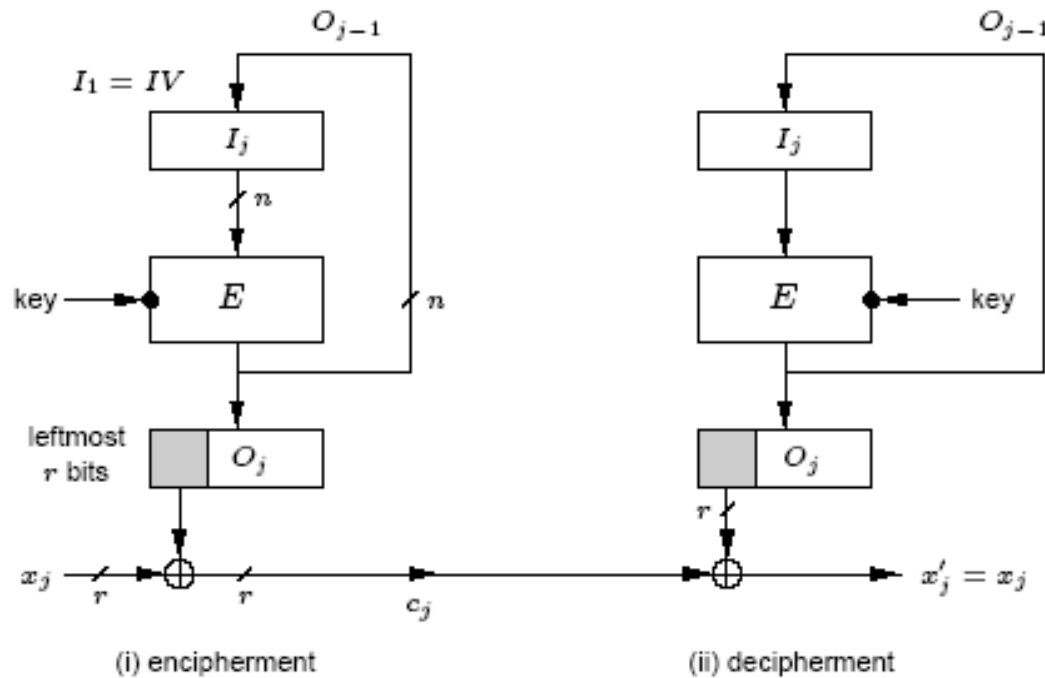 O_{j-1}
I_1 = IV
I_j
n
key
E
n
leftmost
r bits
O_j
x_j
r
r
c_j
(i) encipherment
O_{j-1}
I_j
E
key
O_j
r
x'_j = x_j
(ii) decipherment